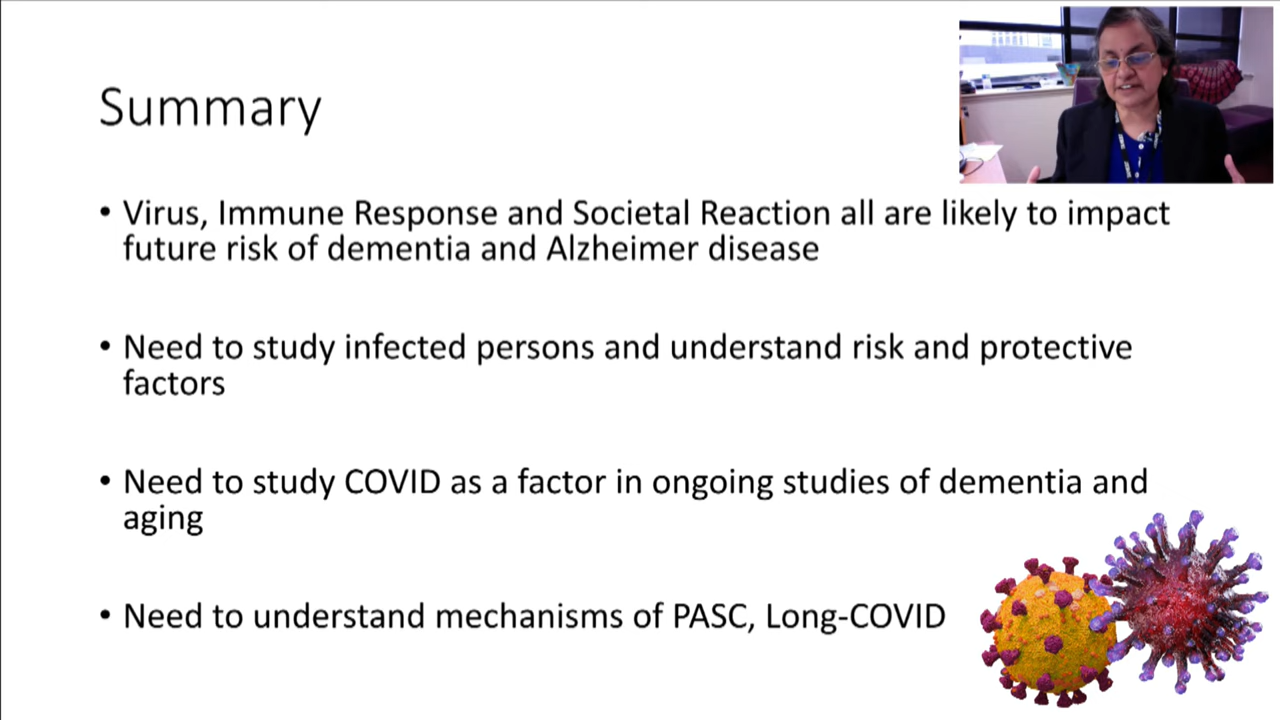 Summary
• Virus, Immune Response and Societal Reaction all are likely to impact
future risk of dementia and Alzheimer disease
• Need to study infected persons and understand risk and protective
factors
• Need to study COVID as a factor in ongoing studies of dementia and
aging
• Need to understand mechanisms of PASC, Long-COVID